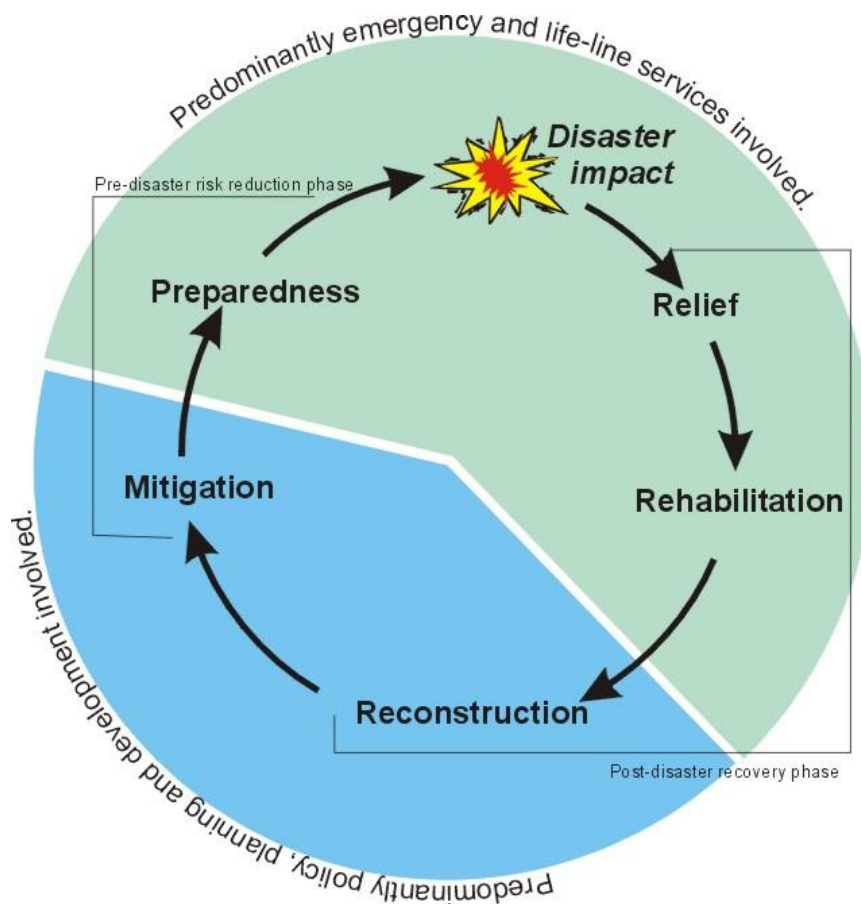 Predominantly emergency and life-line services involved.
Disaster
impact
Pre-disaster risk reduction phase
Preparedness
Relief
Mitigation
Rehabilitation
Reconstruction
Post-disaster recovery phase
Predominantly policy, planning and development involved.